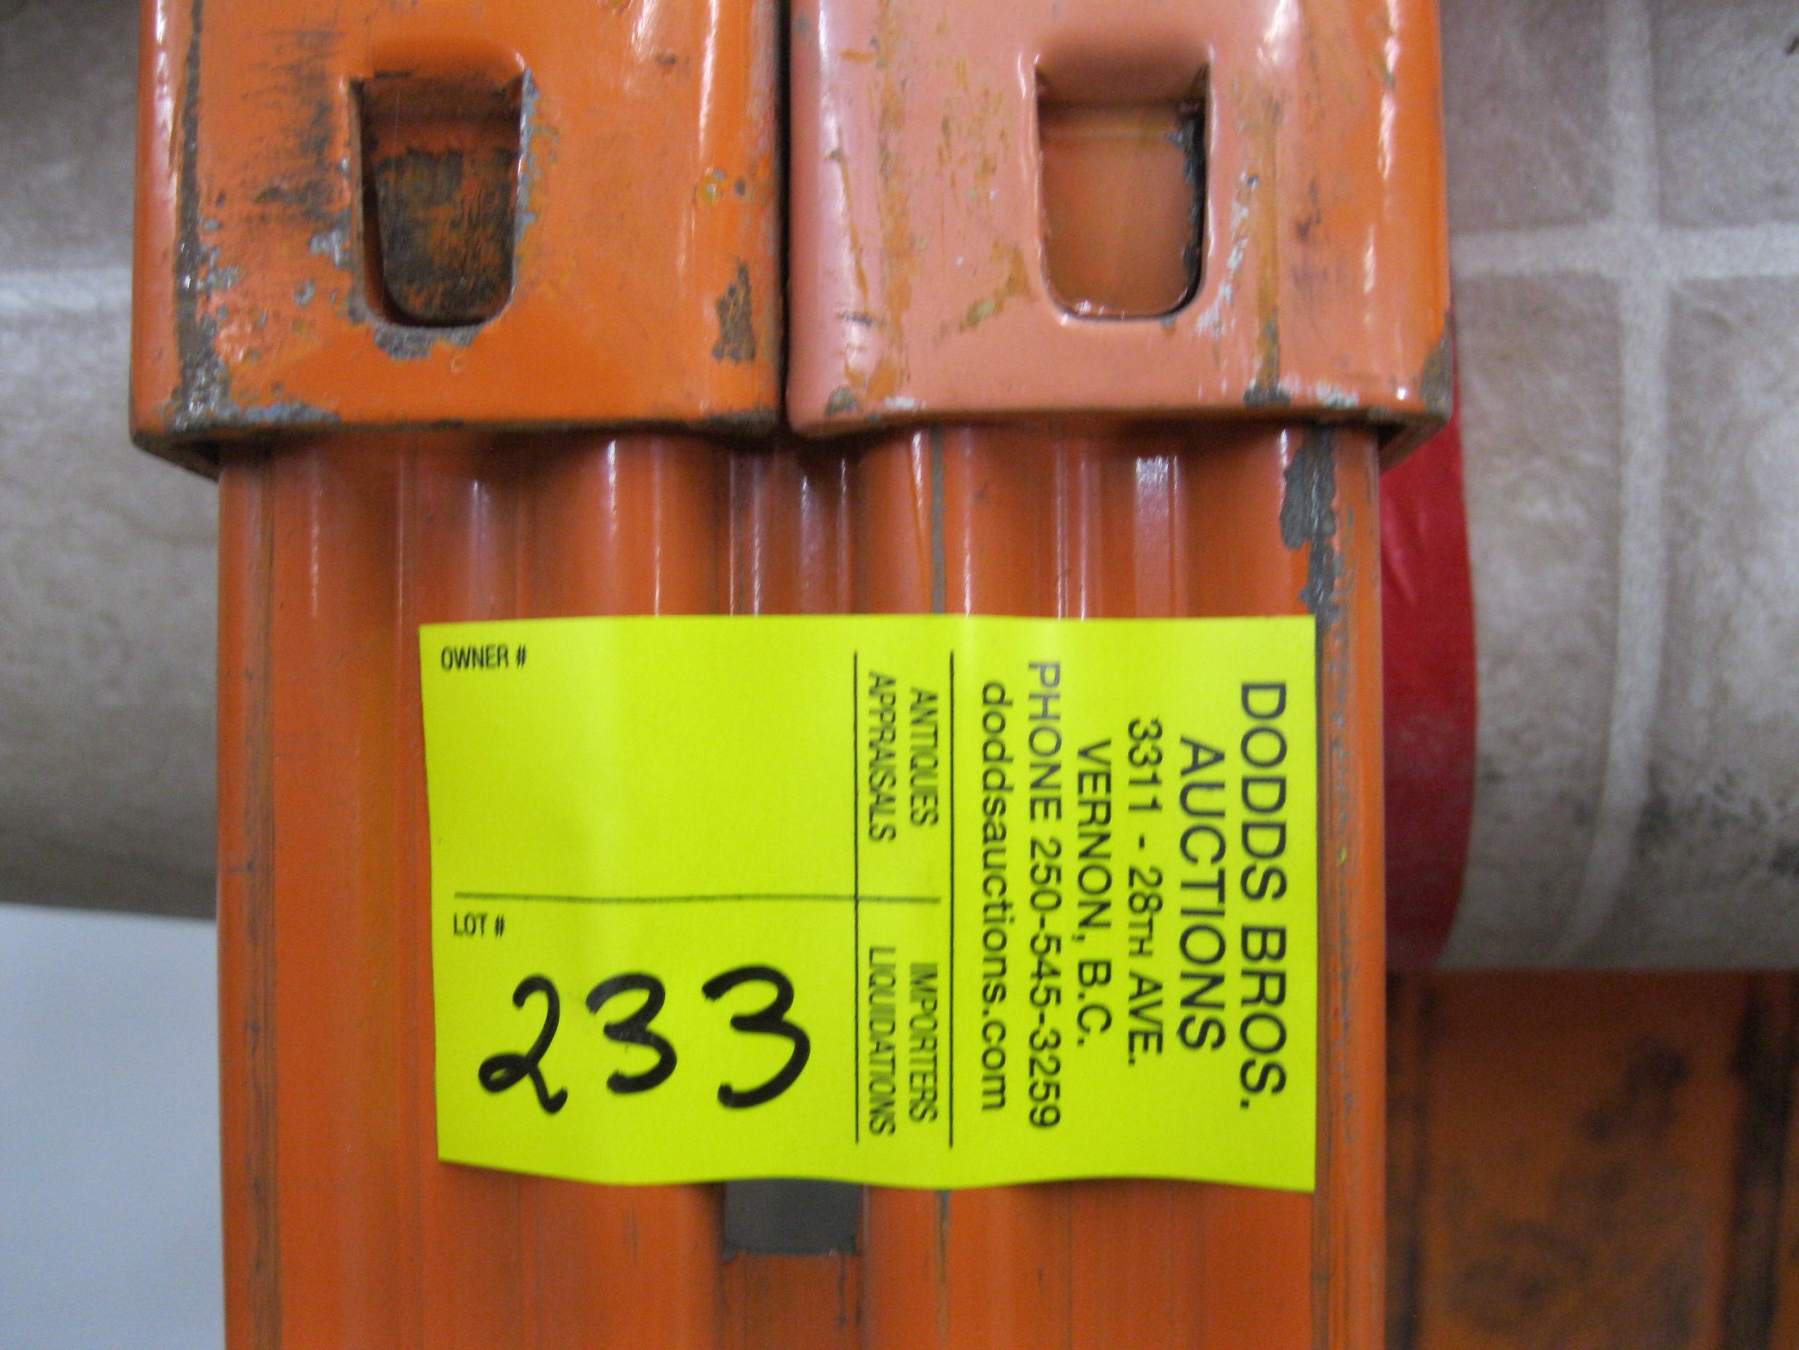 DODDS BROS.
AUCTIONS
3311 - 28TH AVE.
VERNON, B.C.
PHONE 250-545-3259
doddsauctions.com
ANTIQUES IMPORTERS
APPRAISALS LIQUIDATIONS
OWNER #
LOT #
233